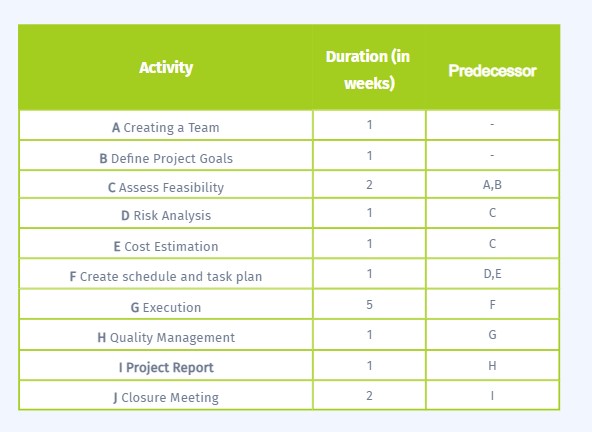 Activity Duration (in weeks) Predecessor
A Creating a Team 1 -
B Define Project Goals 1 -
C Assess Feasibility 2 A,B
D Risk Analysis 1 C
E Cost Estimation 1 C
F Create schedule and task plan 1 D,E
G Execution 5 F
H Quality Management 1 G
I Project Report 1 H
J Closure Meeting 2 I